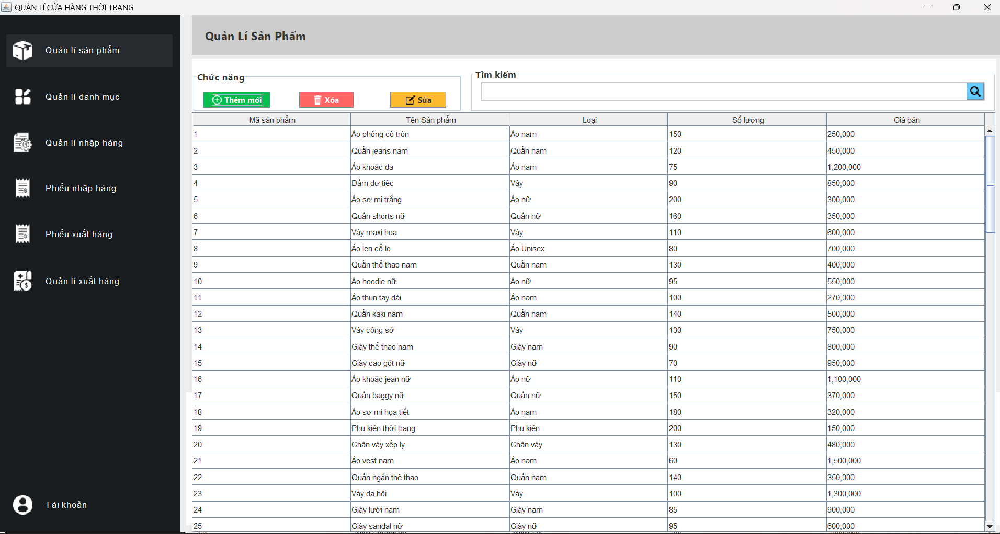 QUẢN LÍ CỬA HÀNG THỜI TRANG
Quản lí sản phẩm
Quản lí danh mục
Quản lí nhập hàng
Phiếu nhập hàng
Phiếu xuất hàng
Quản lí xuất hàng
Tài khoản
Quản Lí Sản Phẩm
Chức năng
Thêm mới Xóa Sửa
Tìm kiếm
Mã sản phẩm Tên Sản phẩm Loại Số lượng Giá bán
1 Áo phông cổ tròn Áo nam 150 250,000
2 Quần jeans nam Quần nam 120 450,000
3 Áo khoác da Áo nam 75 1,200,000
4 Đầm dự tiệc Váy 90 850,000
5 Áo sơ mi trắng Áo nữ 200 300,000
6 Quần shorts nữ Quần nữ 160 350,000
7 Váy maxi hoa Váy 110 600,000
8 Áo len cổ lọ Áo Unisex 80 700,000
9 Quần thể thao nam Quần nam 130 400,000
10 Áo hoodie nữ Áo nữ 95 550,000
11 Áo thun tay dài Áo nam 100 270,000
12 Quần kaki nam Quần nam 140 500,000
13 Váy công sở Váy 130 750,000
14 Giày thể thao nam Giày nam 90 800,000
15 Giày cao gót nữ Giày nữ 70 950,000
16 Áo khoác jean nữ Áo nữ 110 1,100,000
17 Quần baggy nữ Quần nữ 150 370,000
18 Áo sơ mi họa tiết Áo nam 180 320,000
19 Phụ kiện thời trang Phụ kiện 200 150,000
20 Chân váy xếp ly Chân váy 130 480,000
21 Áo vest nam Áo nam 60 1,500,000
22 Quần ngắn thể thao Quần nam 140 350,000
23 Váy dạ hội Váy 100 1,300,000
24 Giày lười nam Giày nam 85 900,000
25 Giày sandal nữ Giày nữ 95 600,000